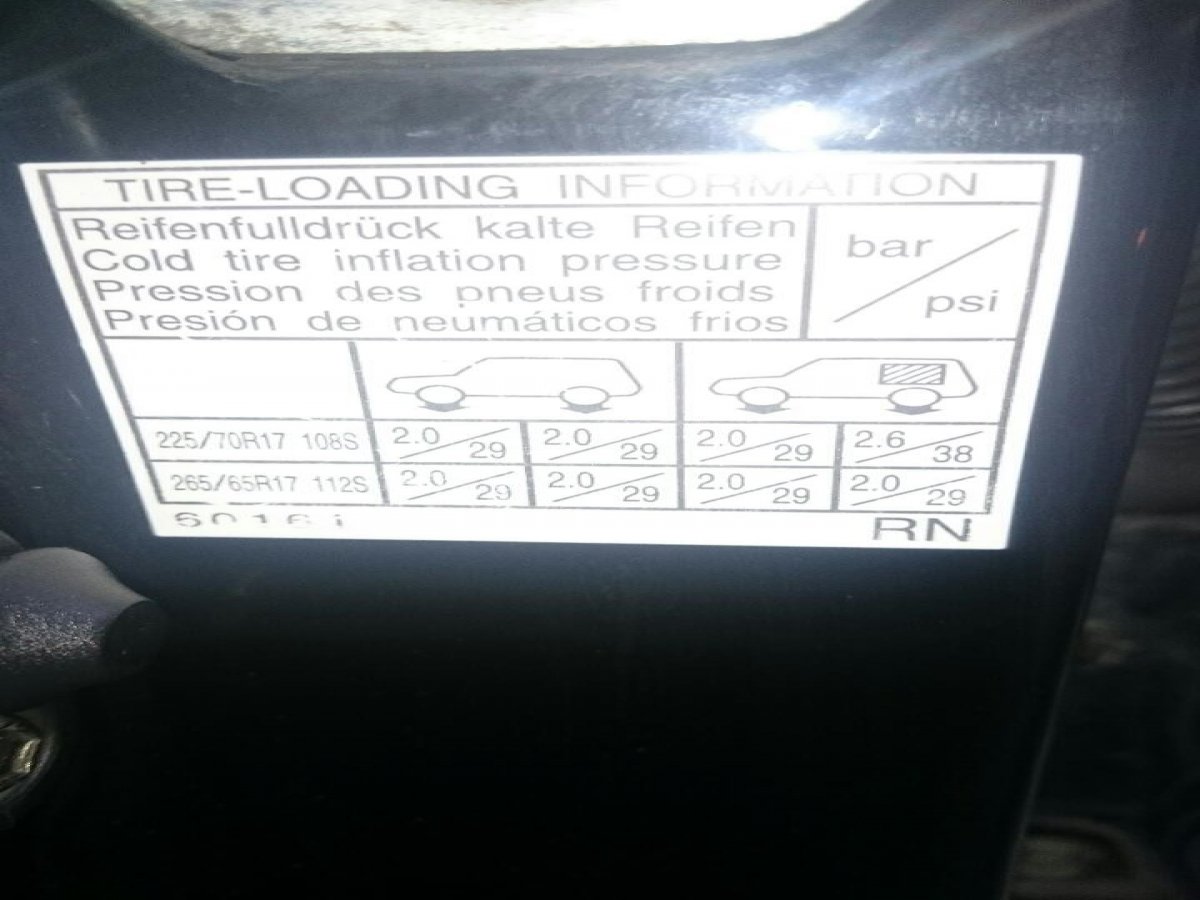 TIRE-LOADING INFORMATION
Reifenfulldrück kalte Reifen
Cold tire inflation pressure
Pression des pneus froids
Presión de neumáticos frios
bar / psi
225/70R17 108S 2.0/29 2.0/29 2.0/29 2.6/38
265/65R17 112S 2.0/29 2.0/29 2.0/29 2.0/29
RN